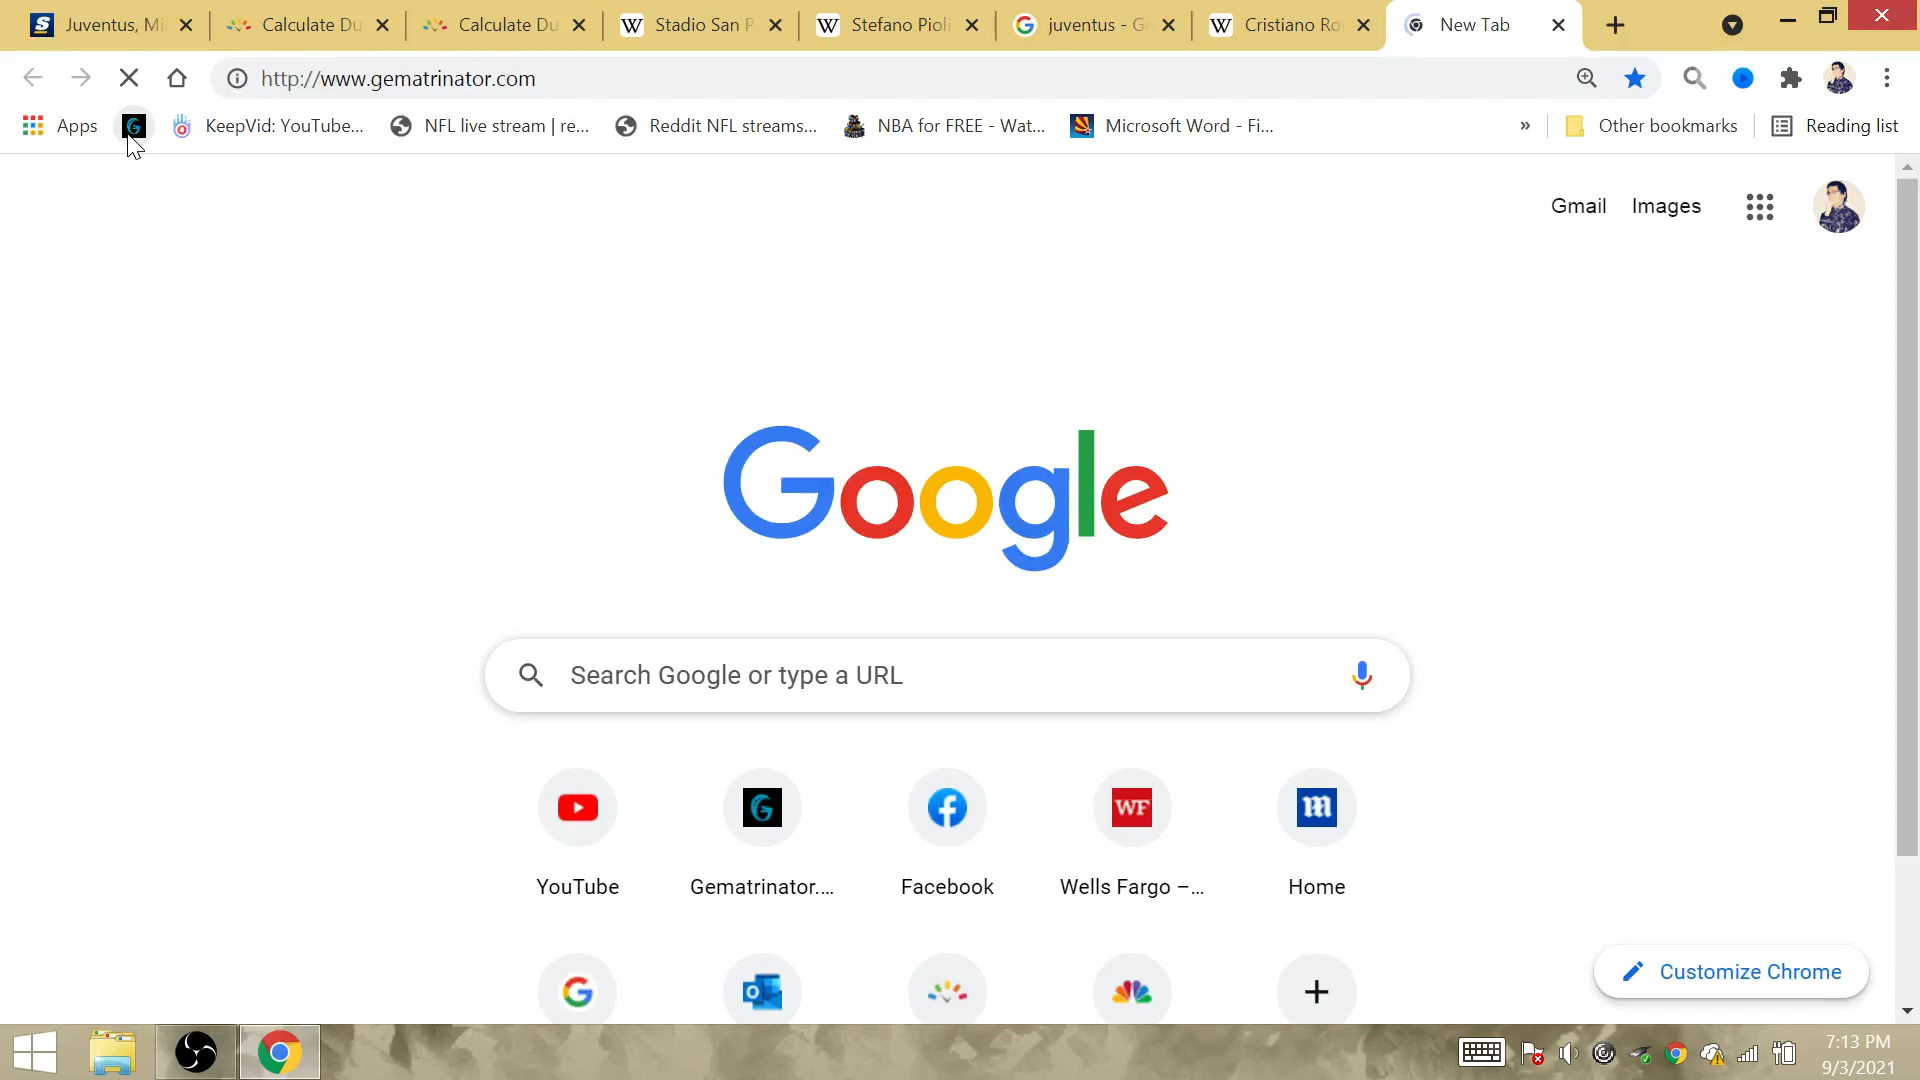 Juventus, Mi
Calculate Du
Calculate Du
Stadio San P
Stefano Pioli
juventus - Go
Cristiano Ro
New Tab
http://www.gematrinator.com
Apps
KeepVid: YouTube...
NFL live stream | re...
Reddit NFL streams...
NBA for FREE - Wat...
Microsoft Word - Fi...
»
Other bookmarks
Reading list
Gmail
Images
Google
Search Google or type a URL
YouTube
Gematrinator....
Facebook
WF
Wells Fargo –...
Home
Customize Chrome
7:13 PM
9/3/2021